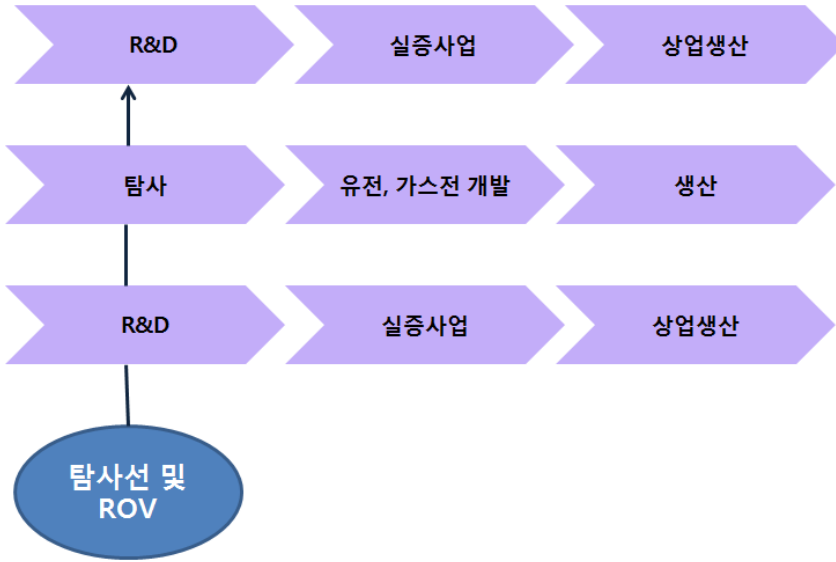 R&D
실증사업
상업생산
탐사
유전, 가스전 개발
생산
R&D
실증사업
상업생산
탐사선 및
ROV